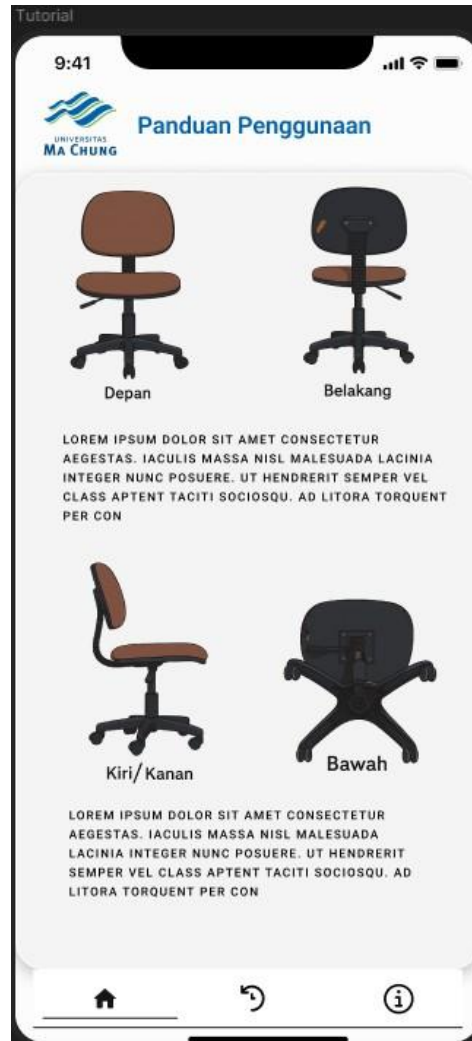 Tutorial
9:41
UNIVERSITAS
MA CHUNG
Panduan Penggunaan
Depan
Belakang
LOREM IPSUM DOLOR SIT AMET CONSECTETUR
AEGESTAS. IACULIS MASSA NISL MALESUADA LACINIA
INTEGER NUNC POSUERE. UT HENDRERIT SEMPER VEL
CLASS APTENT TACITI SOCIOSQU. AD LITORA TORQUENT
PER CON
Kiri/Kanan
Bawah
LOREM IPSUM DOLOR SIT AMET CONSECTETUR
AEGESTAS. IACULIS MASSA NISL MALESUADA
LACINIA INTEGER NUNC POSUERE. UT HENDRERIT
SEMPER VEL CLASS APTENT TACITI SOCIOSQU. AD
LITORA TORQUENT PER CON